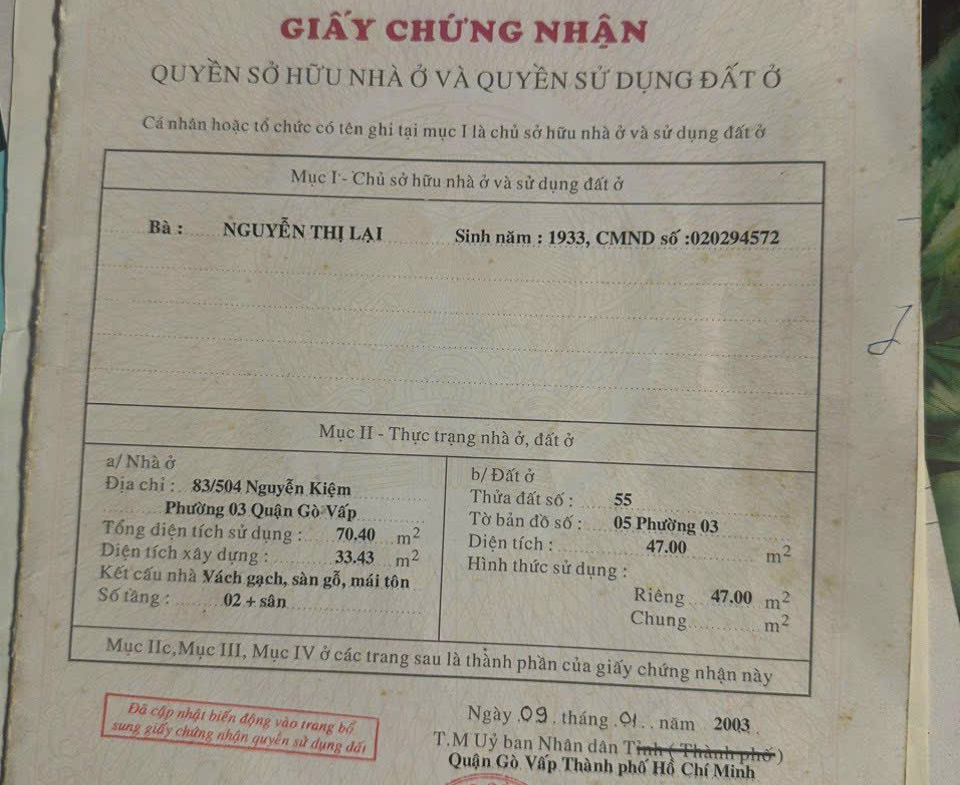 GIẤY CHỨNG NHẬN
QUYỀN SỞ HỮU NHÀ Ở VÀ QUYỀN SỬ DỤNG ĐẤT Ở
Cá nhân hoặc tổ chức có tên ghi tại mục I là chủ sở hữu nhà ở và sử dụng đất ở
Mục I - Chủ sở hữu nhà ở và sử dụng đất ở
Bà : NGUYỄN THỊ LẠI Sinh năm : 1933, CMND số :020294572
Mục II - Thực trạng nhà ở, đất ở
a/ Nhà ở
Địa chỉ : 83/504 Nguyễn Kiệm
Phường 03 Quận Gò Vấp
Tổng diện tích sử dụng : 70.40 m2
Diện tích xây dựng : 33.43 m2
Kết cấu nhà Vách gạch, sàn gỗ, mái tôn
Số tầng : 02 + sân
b/ Đất ở
Thửa đất số : 55
Tờ bản đồ số : 05 Phường 03
Diện tích : 47.00 m2
Hình thức sử dụng :
Riêng 47.00 m2
Chung m2
Mục IIc,Mục III, Mục IV ở các trang sau là thành phần của giấy chứng nhận này
Đã cập nhật biến động vào trang bổ
sung giấy chứng nhận quyền sử dụng đất
Ngày 09 . tháng . 01 . . năm 2003
T.M Uỷ ban Nhân dân Tỉnh ( Thành phố )
Quận Gò Vấp Thành phố Hồ Chí Minh